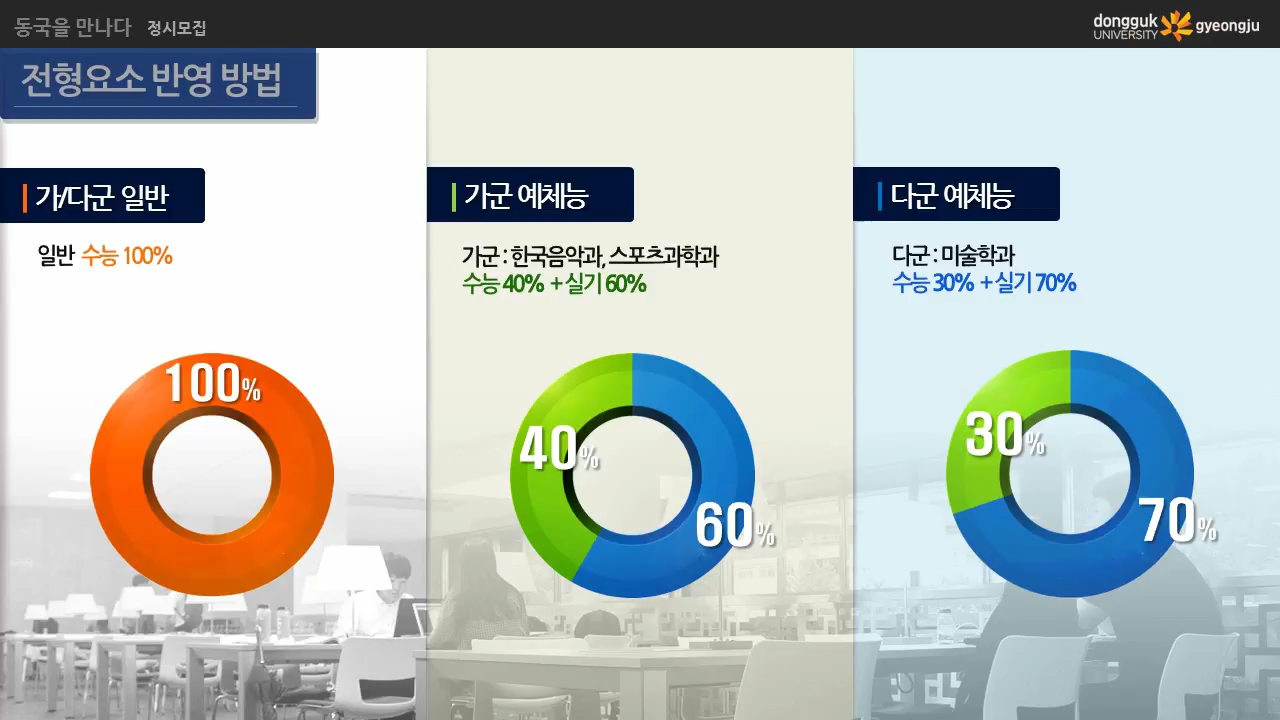 동국을 만나다 정시모집
dongguk
UNIVERSITY
gyeongju
전형요소 반영 방법
가/다군 일반
일반 수능 100%
100%
가군 예체능
가군 : 한국음악과, 스포츠과학과
수능 40% + 실기 60%
40%
60%
다군 예체능
다군 : 미술학과
수능 30% + 실기 70%
30%
70%